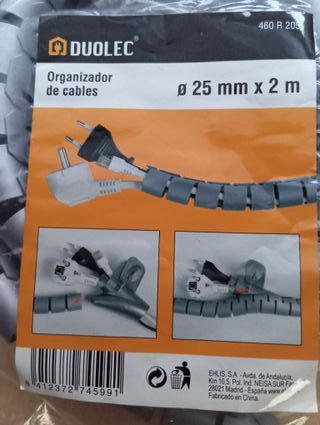 460 R 205
DUOLEC
Organizador
de cables
ø 25 mm x 2 m
EHLIS, S.A. - Avda. de Andalucía,
Km 10,5. Pol. Ind. NEISA SUR
28021 Madrid - España
Fabricado en China.
8 412372 745991